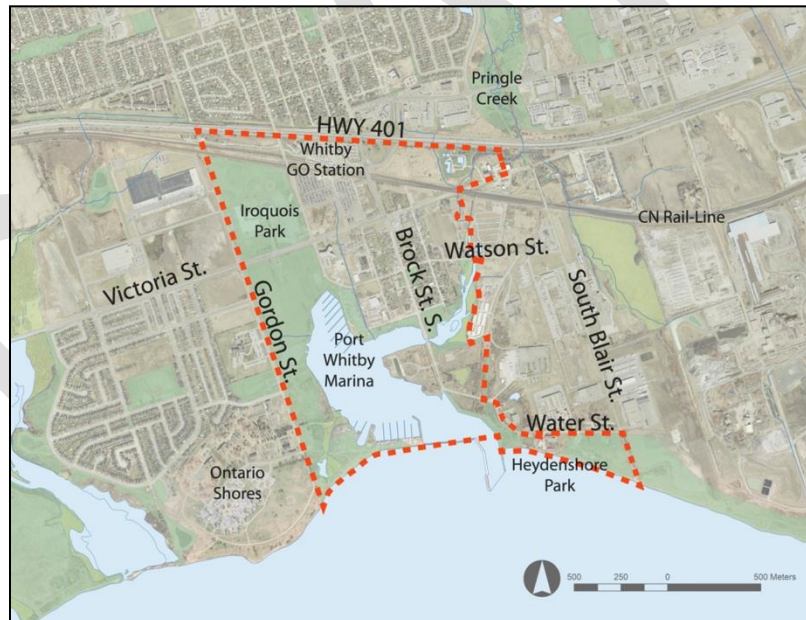 Pringle
Creek
HWY 401
Whitby
GO Station
CN Rail-Line
Iroquois
Park
Brock St. S.
Watson St.
Victoria St.
Gordon St.
South Blair St.
Port
Whitby
Marina
Water St.
Ontario
Shores
Heydenshore
Park
500 250 0 500 Meters